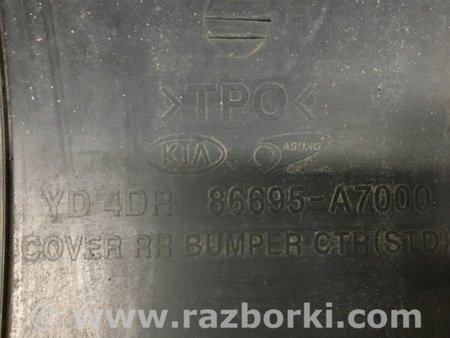 >TPO<
KIA ASUNG
YD 4DR 86695-A7000
COVER RR BUMPER CTR(STD)
© www.razborki.com